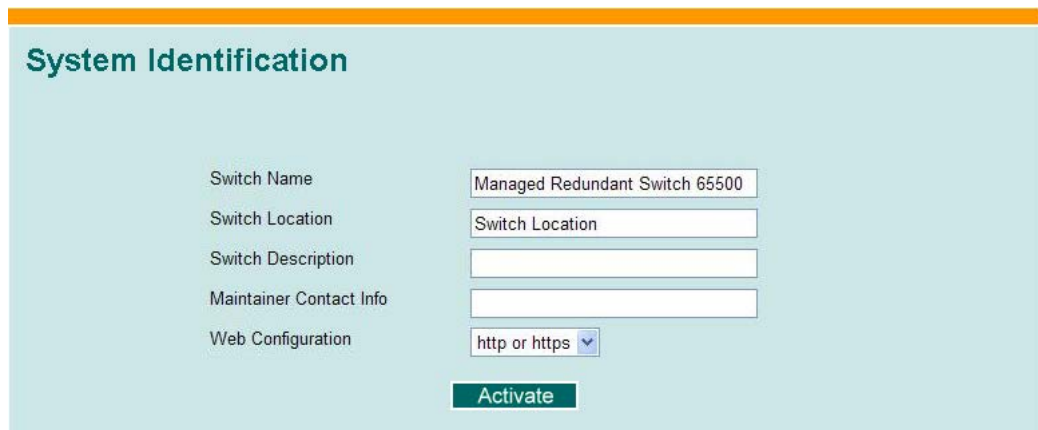 System Identification
Switch Name Managed Redundant Switch 65500
Switch Location Switch Location
Switch Description
Maintainer Contact Info
Web Configuration http or https
Activate